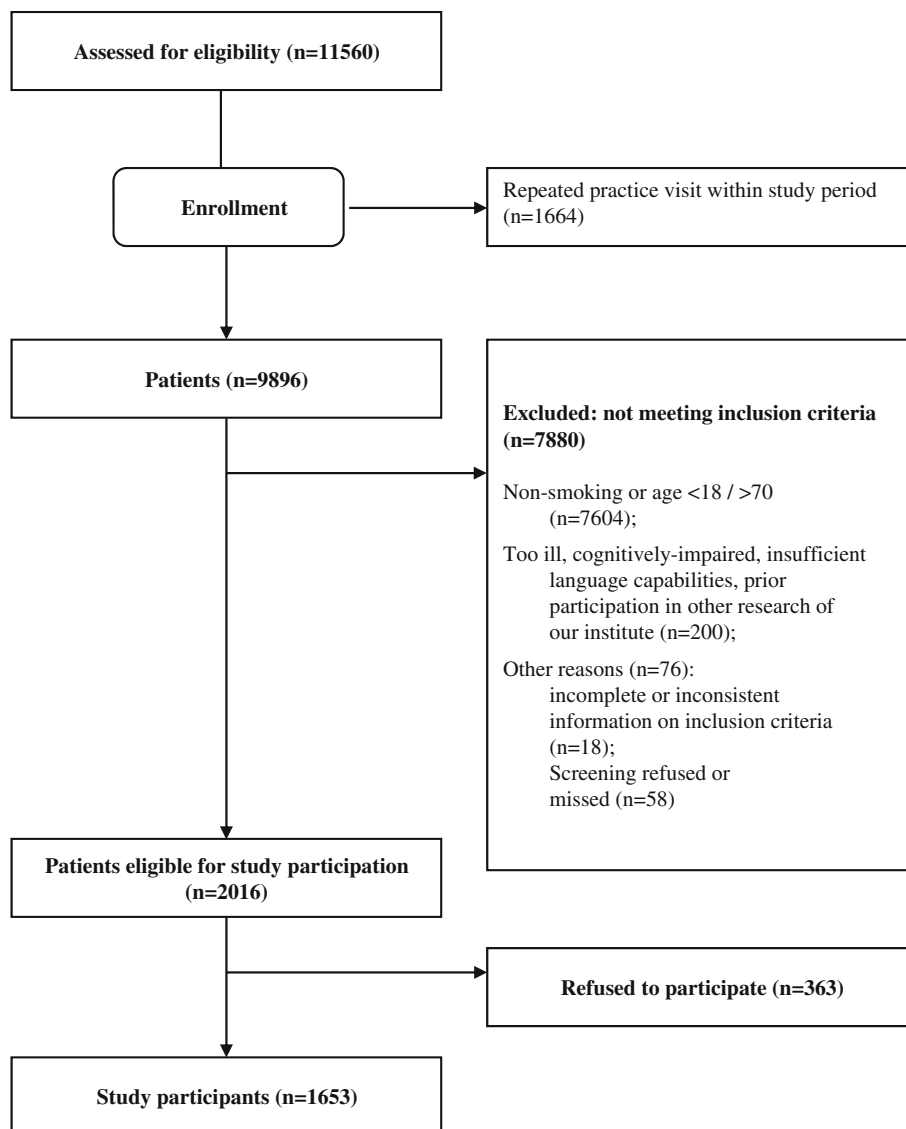 Assessed for eligibility (n=11560)
Enrollment
Repeated practice visit within study period
(n=1664)
Patients (n=9896)
Excluded: not meeting inclusion criteria
(n=7880)
Non-smoking or age <18 / >70
(n=7604);
Too ill, cognitively-impaired, insufficient
language capabilities, prior
participation in other research of
our institute (n=200);
Other reasons (n=76):
incomplete or inconsistent
information on inclusion criteria
(n=18);
Screening refused or
missed (n=58)
Patients eligible for study participation
(n=2016)
Refused to participate (n=363)
Study participants (n=1653)